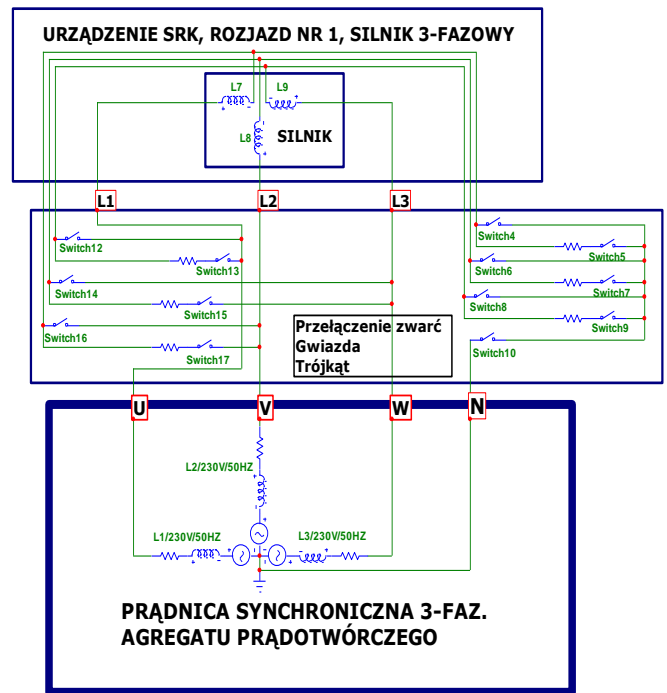 URZĄDZENIE SRK, ROZJAZD NR 1, SILNIK 3-FAZOWY
L7
L9
L8
SILNIK
L1
L2
L3
Switch12
Switch13
Switch14
Switch15
Switch16
Switch17
Switch4
Switch5
Switch6
Switch7
Switch8
Switch9
Switch10
Przełączenie zwarć
Gwiazda
Trójkąt
U
V
W
N
L2/230V/50HZ
L1/230V/50HZ
L3/230V/50HZ
PRĄDNICA SYNCHRONICZNA 3-FAZ.
AGREGATU PRĄDOTWÓRCZEGO